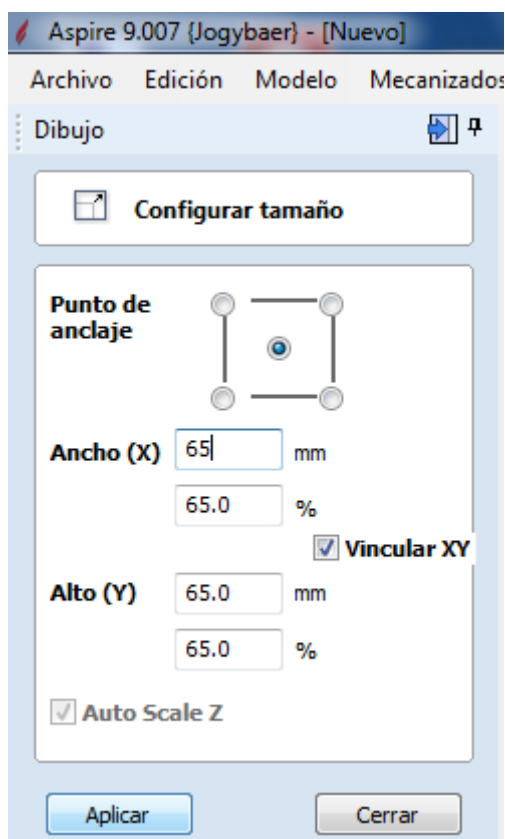 Aspire 9.007 {Jogybaer} - [Nuevo]
Archivo Edición Modelo Mecanizados
Dibujo
Configurar tamaño
Punto de
anclaje
Ancho (X) 65 mm
65.0 %
Vincular XY
Alto (Y) 65.0 mm
65.0 %
Auto Scale Z
Aplicar Cerrar